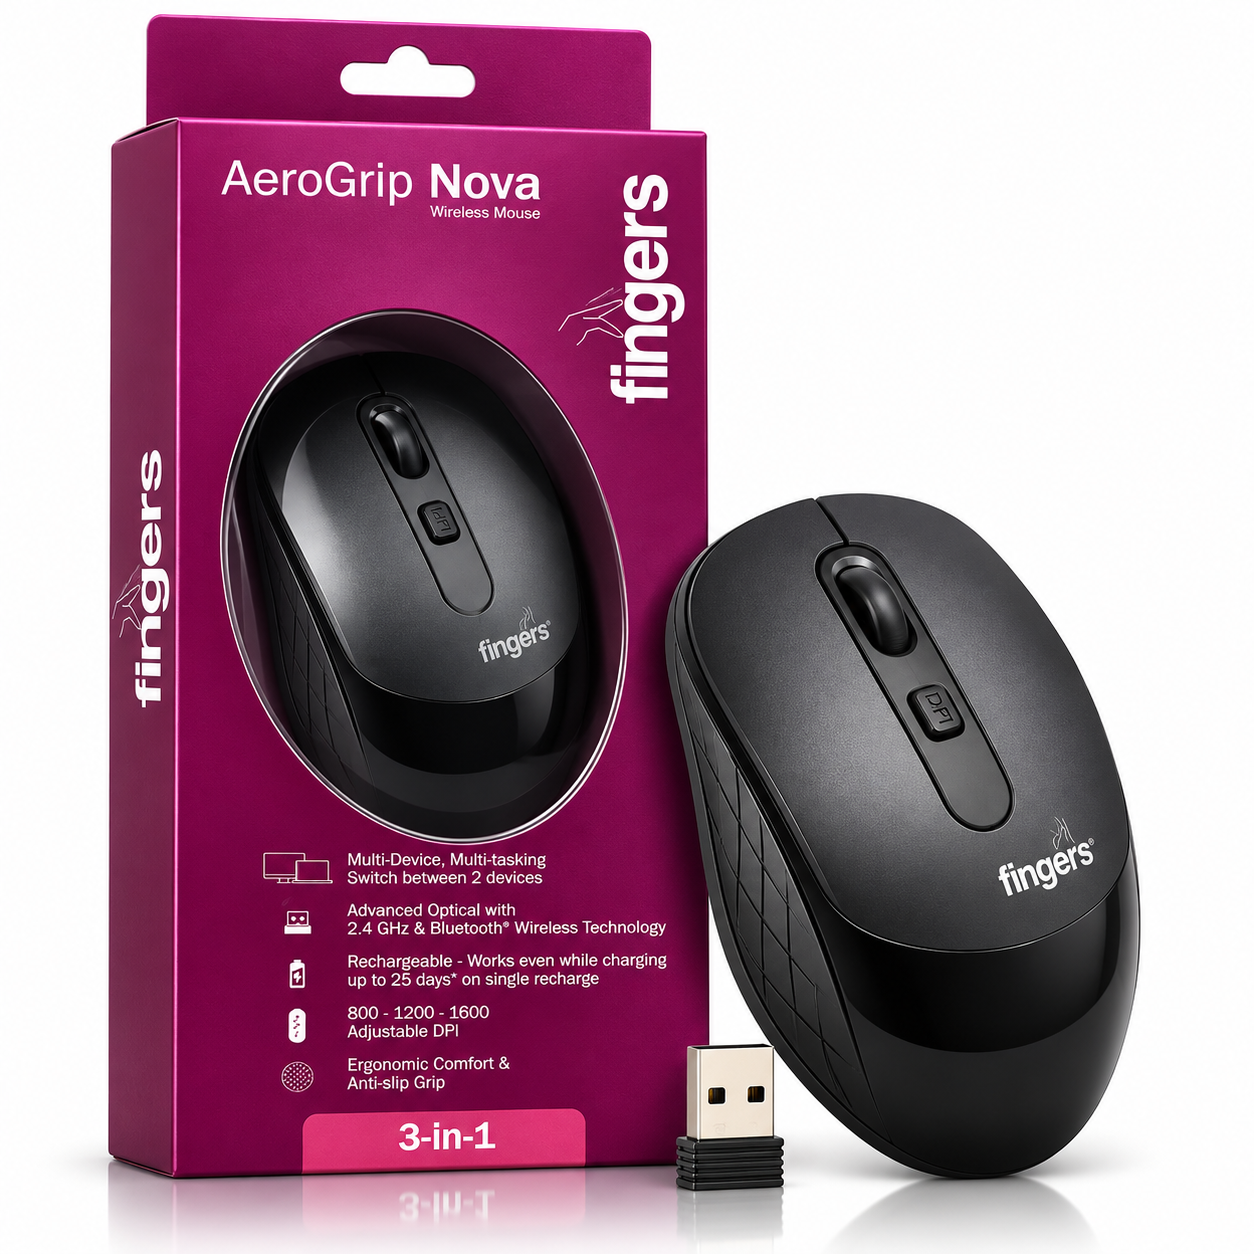 AeroGrip Nova
Wireless Mouse
fingers
fingers
DPI
fingers®
Multi-Device, Multi-tasking
Switch between 2 devices
Advanced Optical with
2.4 GHz & Bluetooth® Wireless Technology
Rechargeable - Works even while charging
up to 25 days* on single recharge
800 - 1200 - 1600
Adjustable DPI
Ergonomic Comfort &
Anti-slip Grip
3-in-1
DPI
fingers®